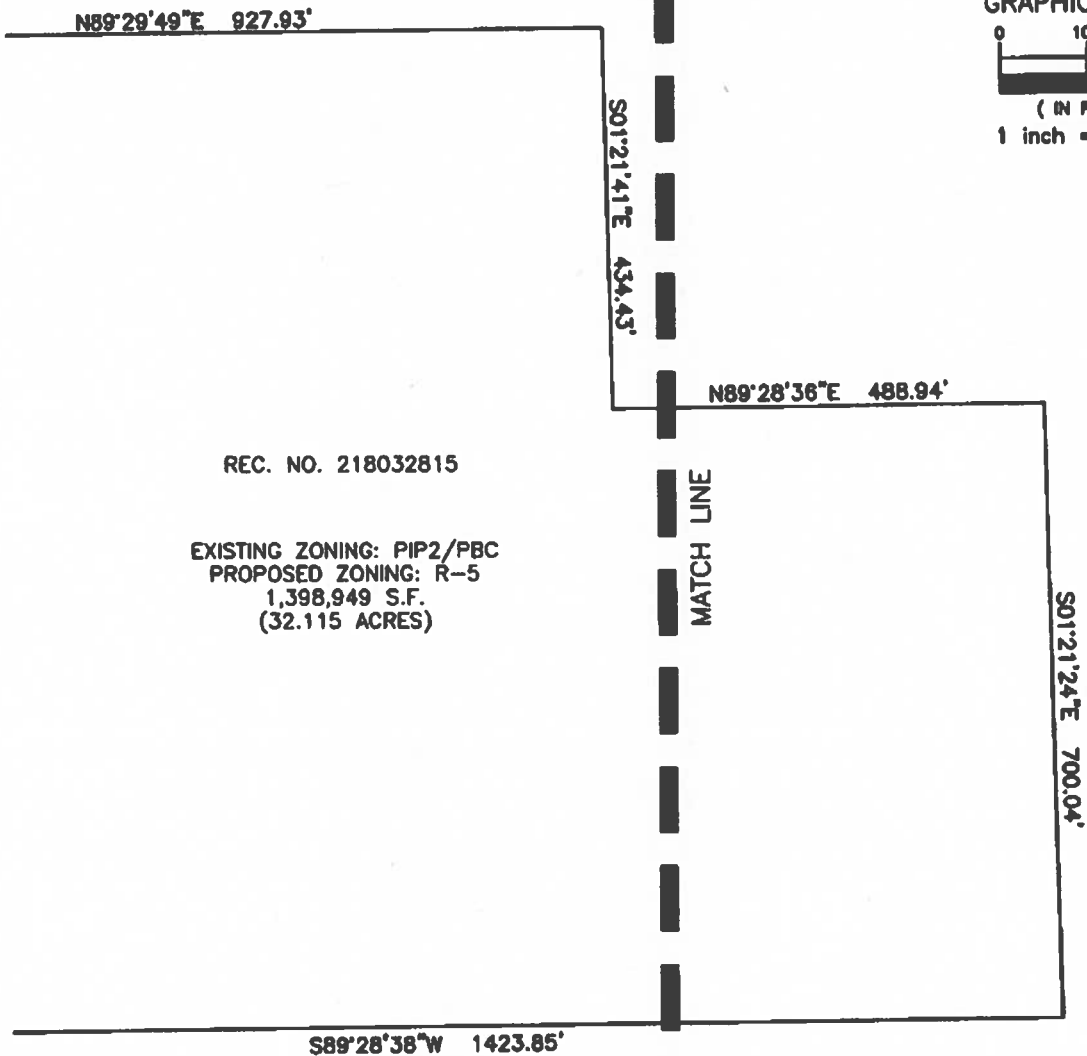 GRAPHIC
0 10
( IN F
1 inch =
N89°29'49"E 927.93'
S01°21'41"E 434.43'
N89°28'36"E 488.94'
REC. NO. 218032815
EXISTING ZONING: PIP2/PBC
PROPOSED ZONING: R-5
1,398,949 S.F.
(32.115 ACRES)
MATCH LINE
S01°21'24"E 700.04'
S89°28'38"W 1423.85'